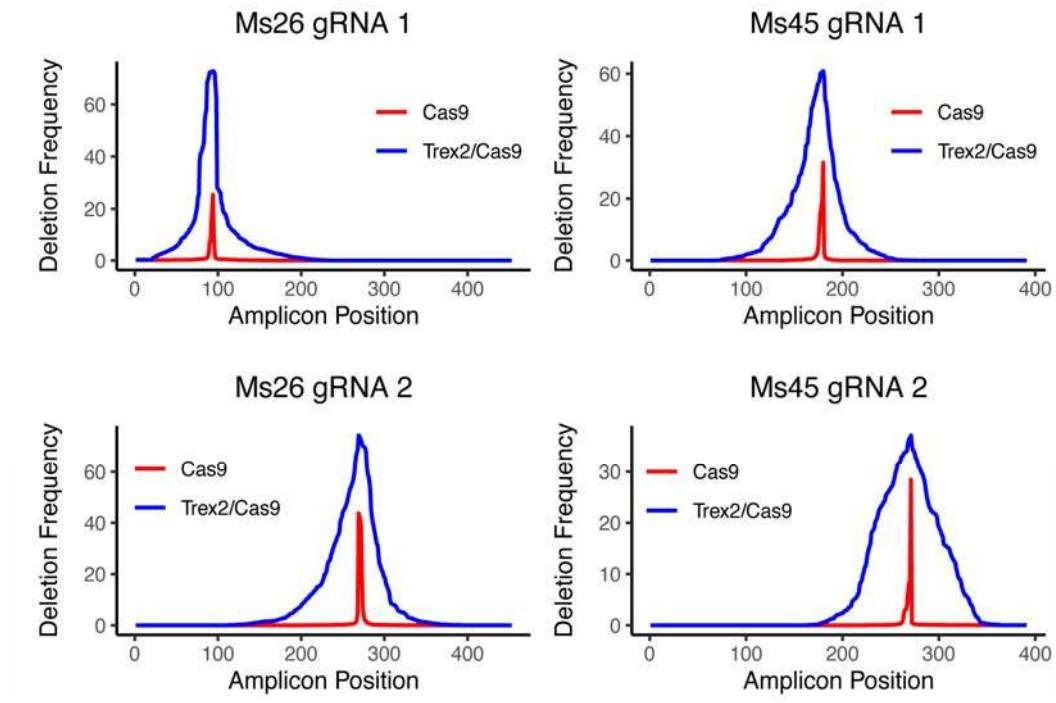 Ms26 gRNA 1
Deletion Frequency
60
40
20
0
Cas9
Trex2/Cas9
0 100 200 300 400
Amplicon Position
Ms45 gRNA 1
Deletion Frequency
60
40
20
0
Cas9
Trex2/Cas9
0 100 200 300 400
Amplicon Position
Ms26 gRNA 2
Deletion Frequency
60
40
20
0
Cas9
Trex2/Cas9
0 100 200 300 400
Amplicon Position
Ms45 gRNA 2
Deletion Frequency
30
20
10
0
Cas9
Trex2/Cas9
0 100 200 300 400
Amplicon Position